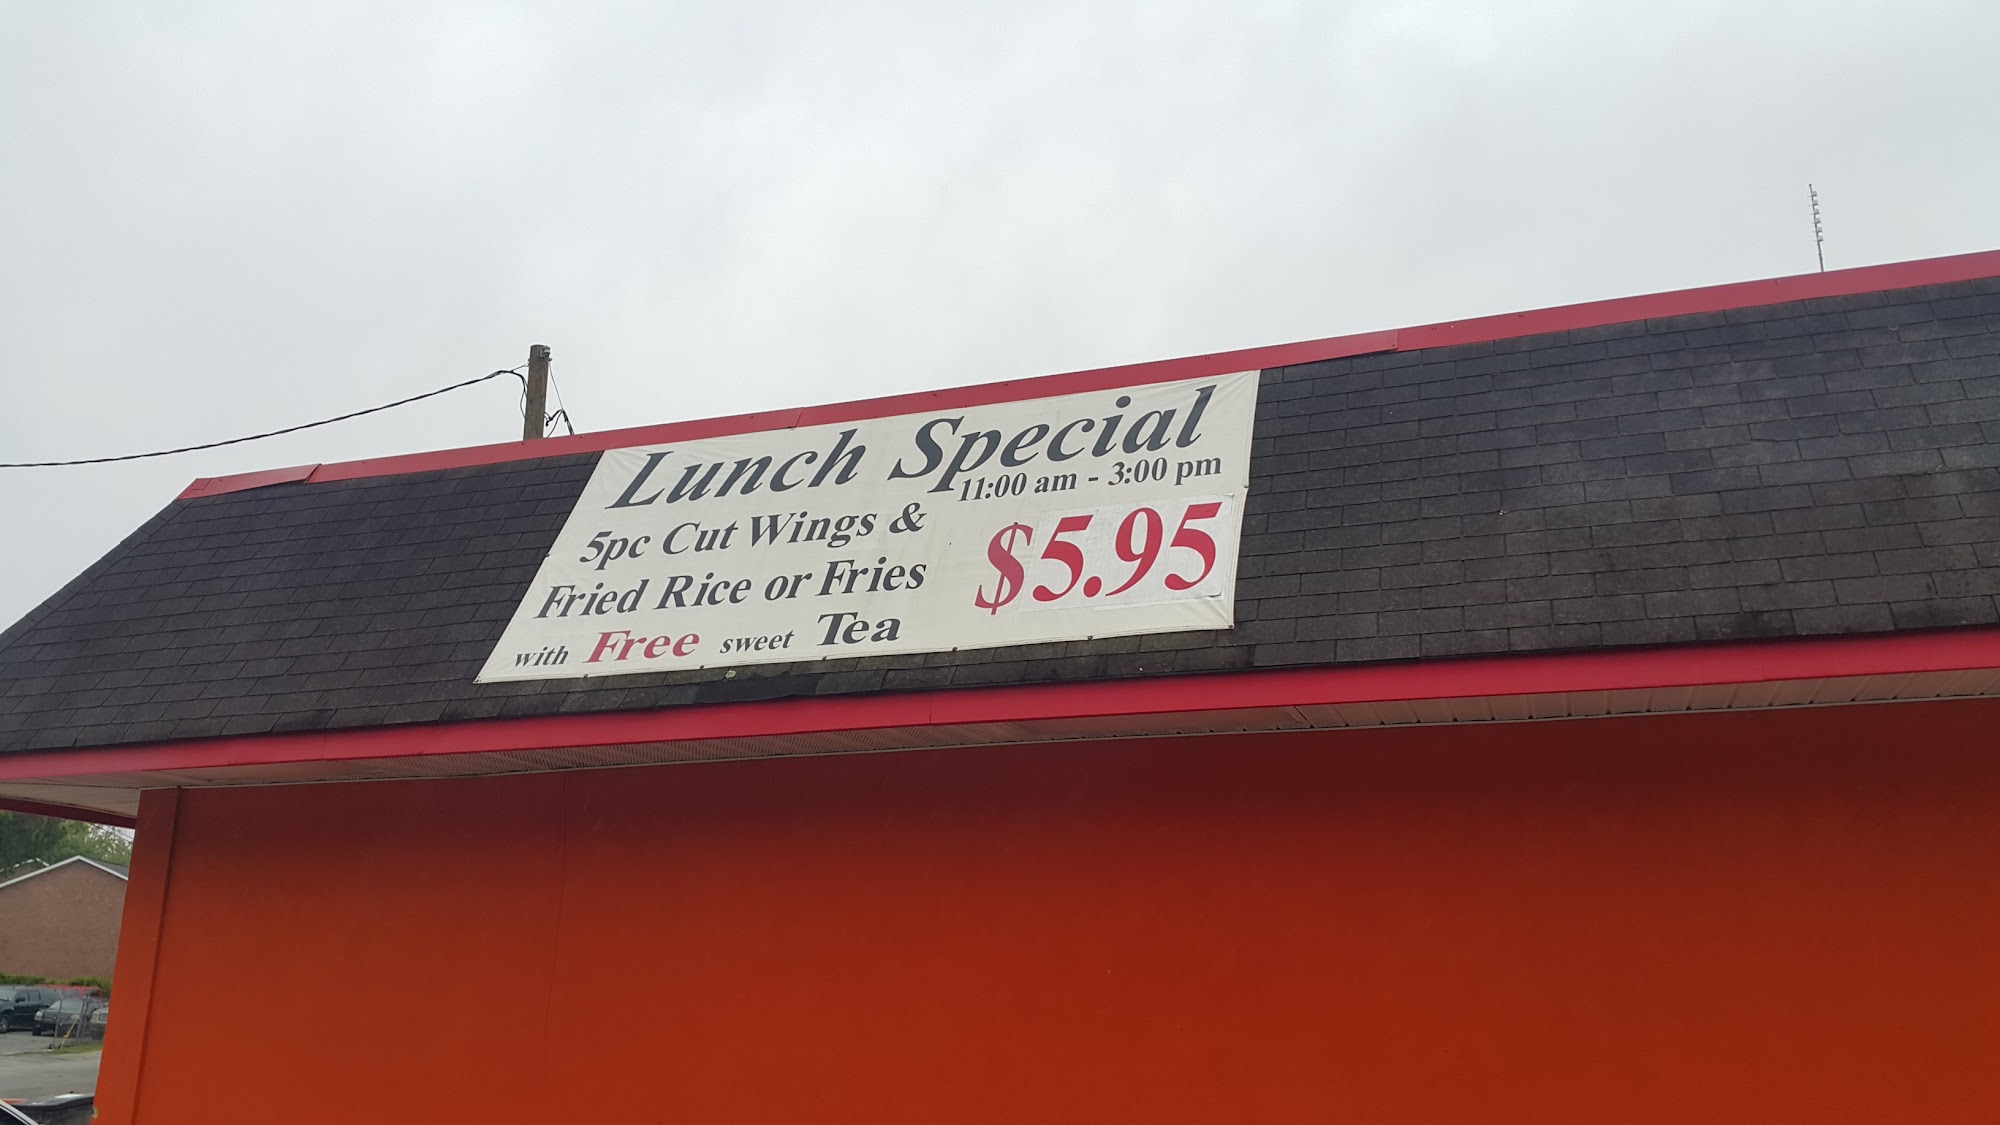 Lunch Special
11:00 am - 3:00 pm
5pc Cut Wings &
Fried Rice or Fries
with Free sweet Tea
$5.95